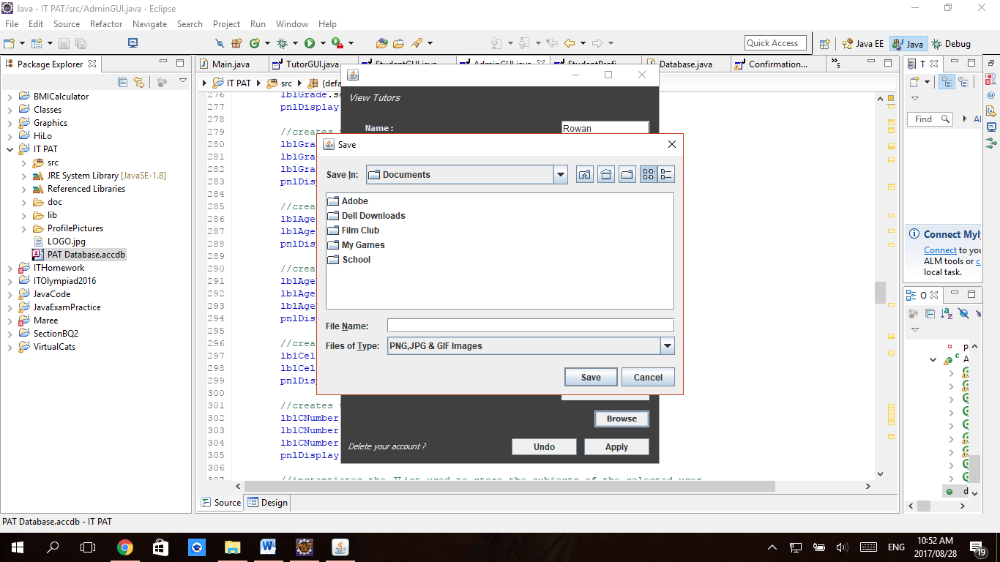 Java - IT PAT/src/AdminGUI.java - Eclipse
File Edit Source Refactor Navigate Search Project Run Window Help
Quick Access
Java EE
Java
Debug
Package Explorer
BMICalculator
Classes
Graphics
HiLo
IT PAT
src
JRE System Library [JavaSE-1.8]
Referenced Libraries
doc
lib
ProfilePictures
LOGO.jpg
PAT Database.accdb
ITHomework
ITOlympiad2016
JavaCode
JavaExamPractice
Maree
SectionBQ2
VirtualCats
Main.java
TutorGUI.java
StudentGUI.java
AdminGUI.java
StudentProfi...
Database.java
Confirmation...
5
IT PAT
src
(defa
276 lblGrade.se
277 pnlDisplay
278
279 //creates
280 lblGra
281 lblGra
282 lblGra
283 pnlDis
284
285 //crea
286 lblAge
287 lblAge
288 pnlDis
289
290 //crea
291 lblAge
292 lblAge
293 lblAge
294 pnlDis
295
296 //crea
297 lblCel
298 lblCel
299 pnlDis
300
301 //creates t
302 lblCNumber
303 lblCNumber
304 lblCNumber
305 pnlDisplay
306
307 //instantiates the JList used to store the subjects of the selected user
View Tutors
Name :
Rowan
Save
Save In:
Documents
Adobe
Dell Downloads
Film Club
My Games
School
File Name:
Files of Type:
PNG,JPG & GIF Images
Save
Cancel
Browse
Delete your account ?
Undo
Apply
Source
Design
T
Find
Al
Connect Myl
Connect to you
ALM tools or c
local task.
O
p
A
d
PAT Database.accdb - IT PAT
ENG
10:52 AM
2017/08/28
19